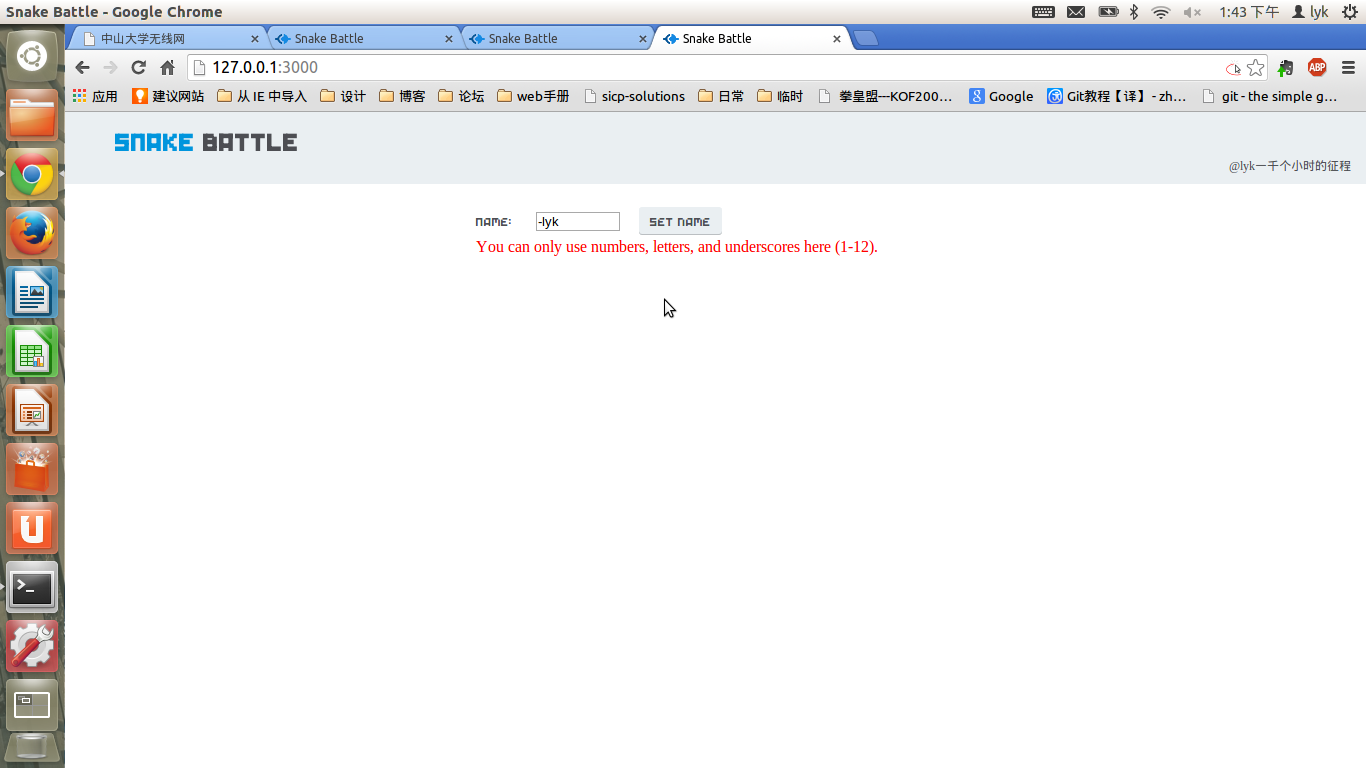 Snake Battle - Google Chrome
1:43 下午 lyk
中山大学无线网
Snake Battle
Snake Battle
Snake Battle
127.0.0.1:3000
ABP
应用
建议网站
从 IE 中导入
设计
博客
论坛
web手册
sicp-solutions
日常
临时
拳皇盟---KOF200...
Google
Git教程【译】 - zh...
git - the simple g...
SNAKE BATTLE
@lyk一千个小时的征程
NAME:
-lyk
SET NAME
You can only use numbers, letters, and underscores here (1-12).